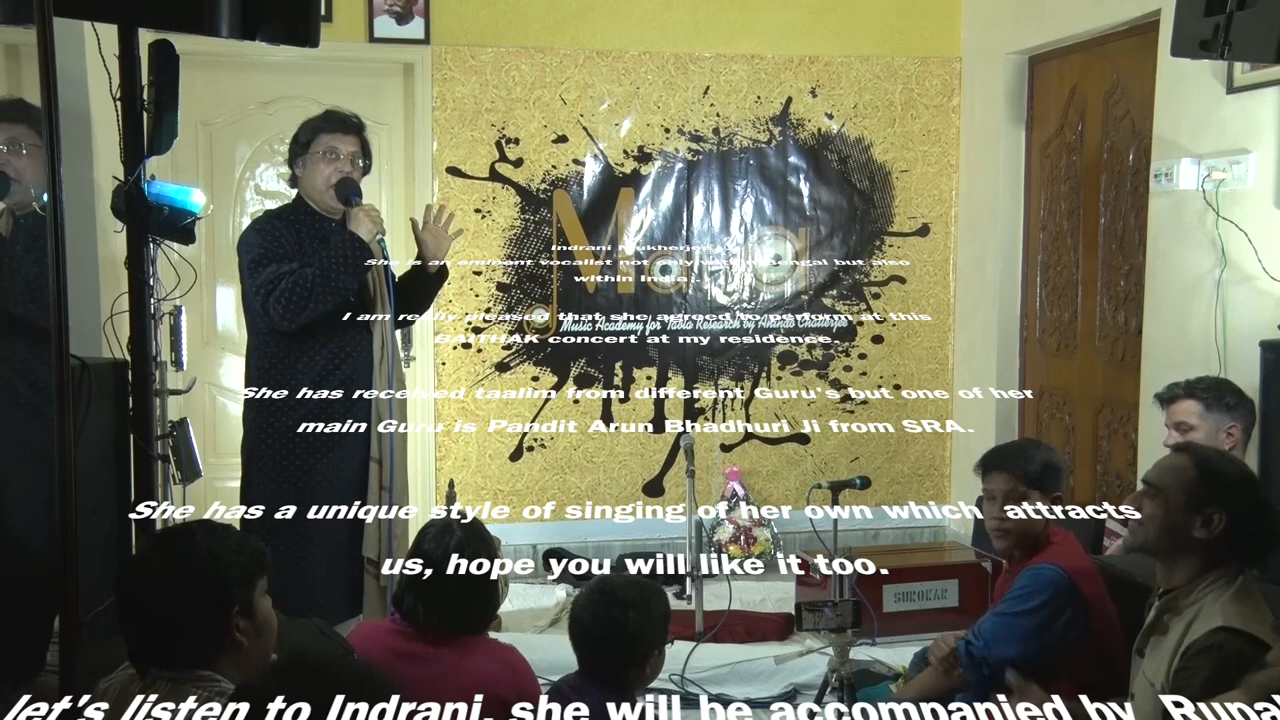 Indrani Mukherjee
She is an eminent vocalist not only within Bengal but also
within India.
I am really pleased that she agreed to perform at this
BAITHAK concert at my residence.
Maya
Music Academy for Tabla Research by Anindo Chatterjee
She has received taalim from different Guru's but one of her
main Guru is Pandit Arun Bhadhuri Ji from SRA.
She has a unique style of singing of her own which attracts
us, hope you will like it too.
SUROKAR
let's listen to Indrani, she will be accompanied by